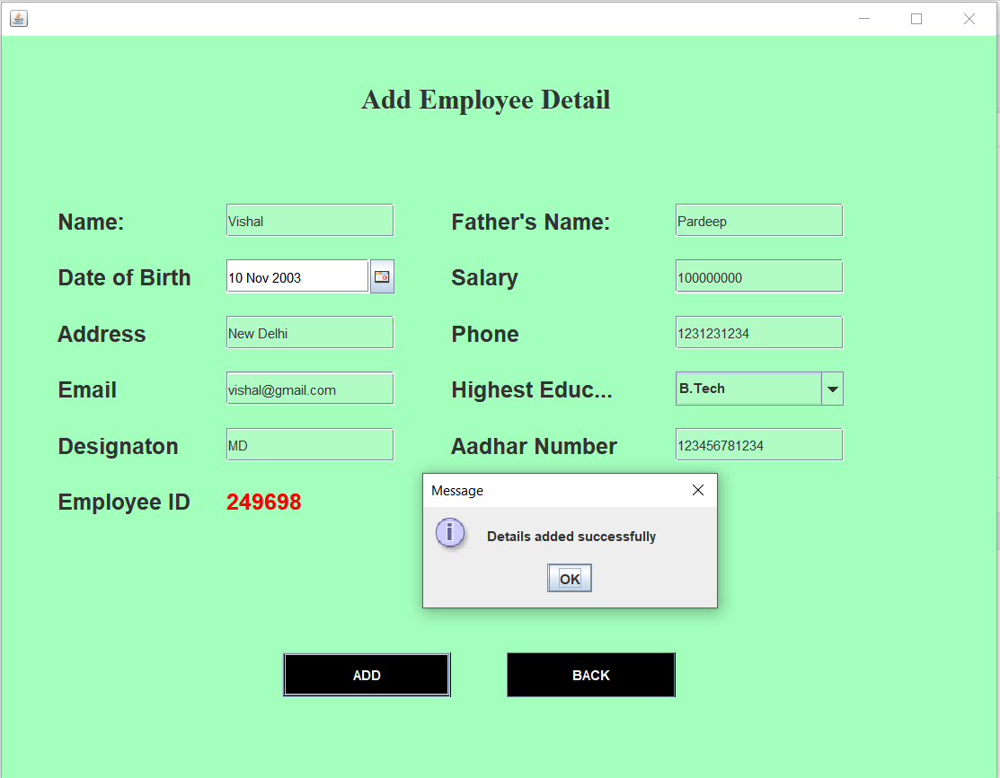 Add Employee Detail
Name: Vishal Father's Name: Pardeep
Date of Birth 10 Nov 2003 Salary 100000000
Address New Delhi Phone 1231231234
Email vishal@gmail.com Highest Educ... B.Tech
Designaton MD Aadhar Number 123456781234
Employee ID 249698
Message
Details added successfully
OK
ADD BACK